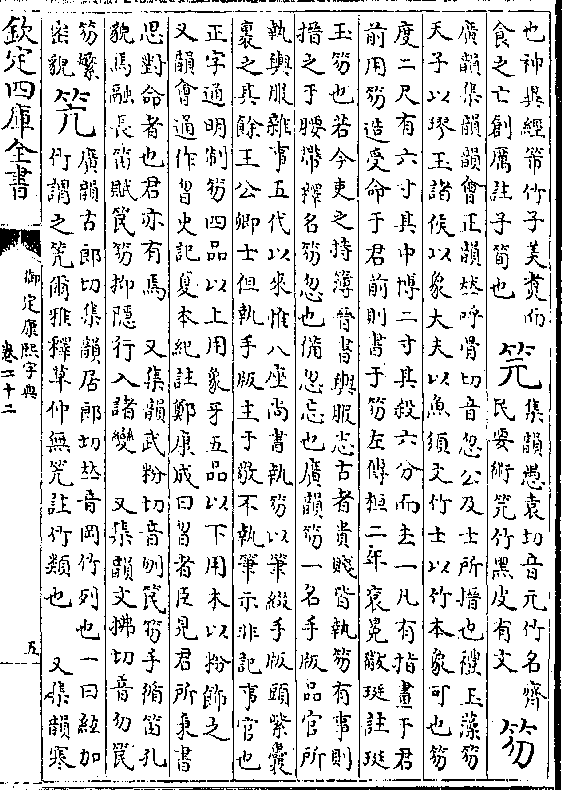 也神異經䇞竹子美煑而
食之亡創厲註子筍也
笎
集韻愚袁切音元竹名齊
民要術笎竹黑皮有文
笏
廣韻集韻韻會正韻𠀤呼骨切音忽公及士所搢也禮玉藻笏
天子以璆玉諸侯以象大夫以魚須文竹士以竹本象可也笏
度二尺有六寸其中博二寸其殺六分而去一凡有指畫于君
前用笏造受命于君前則書于笏左傳桓二年袞冕黻珽註珽
玉笏也若今吏之持簿晉書輿服志古者貴賤皆執笏有事則
搢之于腰帶釋名笏忽也備忽忘也廣韻笏一名手版品官所
執輿服雜事五代以來惟八座尚書執笏以筆綴手版頭紫囊
裹之其餘王公卿士但執手版主于敬不執筆示非記事官也
正字通明制笏四品以上用象牙五品以下用木以粉飾之
又韻會通作曶史記夏本紀註鄭康成曰曶者臣見君所秉書
思對命者也君亦有焉 又集韻武粉切音刎笢笏手循笛孔
貌馬融長笛賦笢笏抑隱行入諸變 又集韻文拂切音勿笢
笏繁密貌
笐
廣韻古郎切集韻居郎切𠀤音岡竹列也一曰紘加
竹謂之笐爾雅釋草仲無笐註竹類也 又集韻寒
欽定四庫全書
御定康熙字典
卷二十二
五